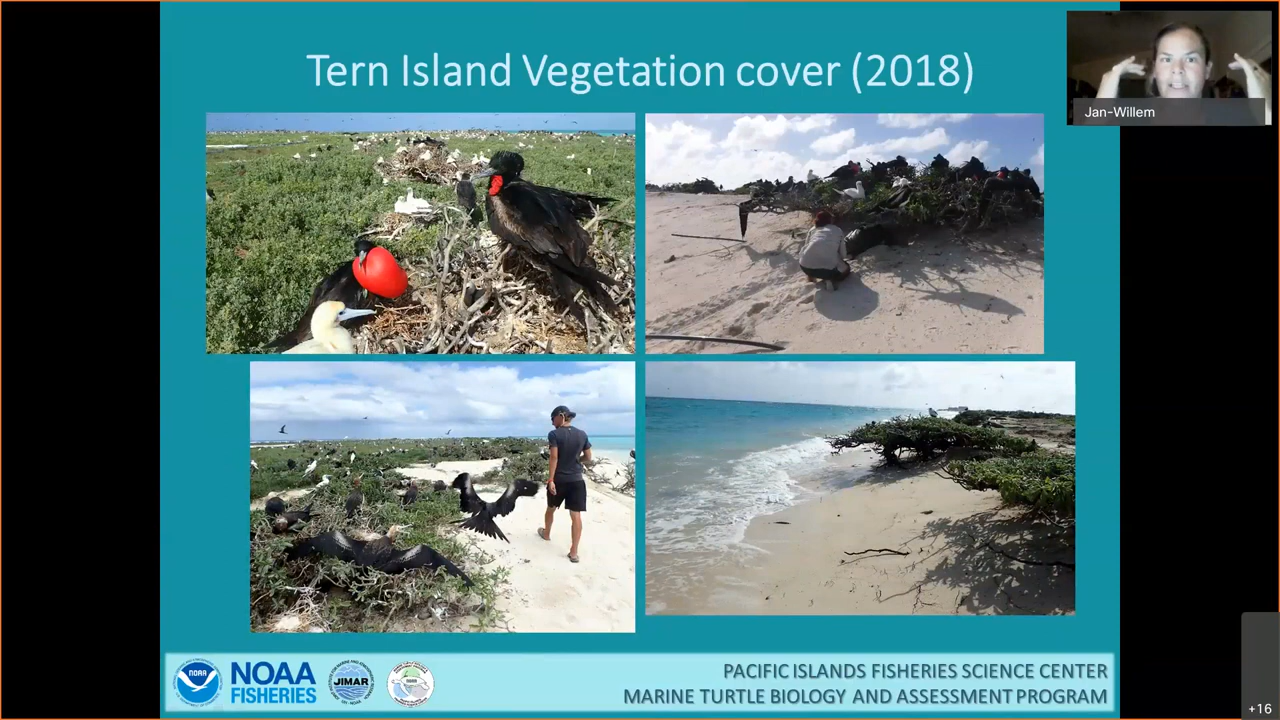 Tern Island Vegetation cover (2018)
Jan-Willem
NOAA
NOAA
FISHERIES
JIMAR
PACIFIC ISLANDS FISHERIES SCIENCE CENTER
MARINE TURTLE BIOLOGY AND ASSESSMENT PROGRAM
+16